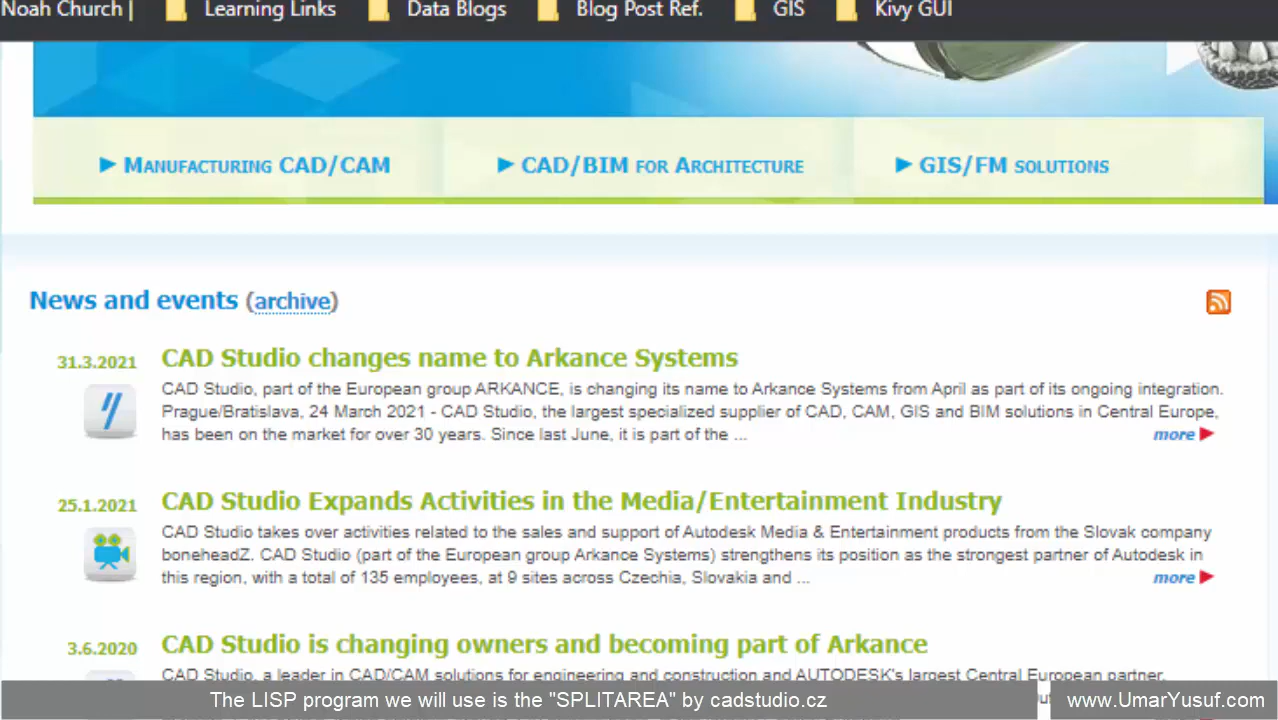 Noah Church |
Learning Links
Data Blogs
Blog Post Ref.
GIS
Kivy GUI
Manufacturing CAD/CAM
CAD/BIM for Architecture
GIS/FM solutions
News and events (archive)
31.3.2021
CAD Studio changes name to Arkance Systems
CAD Studio, part of the European group ARKANCE, is changing its name to Arkance Systems from April as part of its ongoing integration.
Prague/Bratislava, 24 March 2021 - CAD Studio, the largest specialized supplier of CAD, CAM, GIS and BIM solutions in Central Europe,
has been on the market for over 30 years. Since last June, it is part of the ...
more
25.1.2021
CAD Studio Expands Activities in the Media/Entertainment Industry
CAD Studio takes over activities related to the sales and support of Autodesk Media & Entertainment products from the Slovak company
boneheadZ. CAD Studio (part of the European group Arkance Systems) strengthens its position as the strongest partner of Autodesk in
this region, with a total of 135 employees, at 9 sites across Czechia, Slovakia and ...
more
3.6.2020
CAD Studio is changing owners and becoming part of Arkance
CAD Studio, a leader in CAD/CAM solutions for engineering and construction and AUTODESK's largest Central European partner,
The LISP program we will use is the "SPLITAREA" by cadstudio.cz
www.UmarYusuf.com